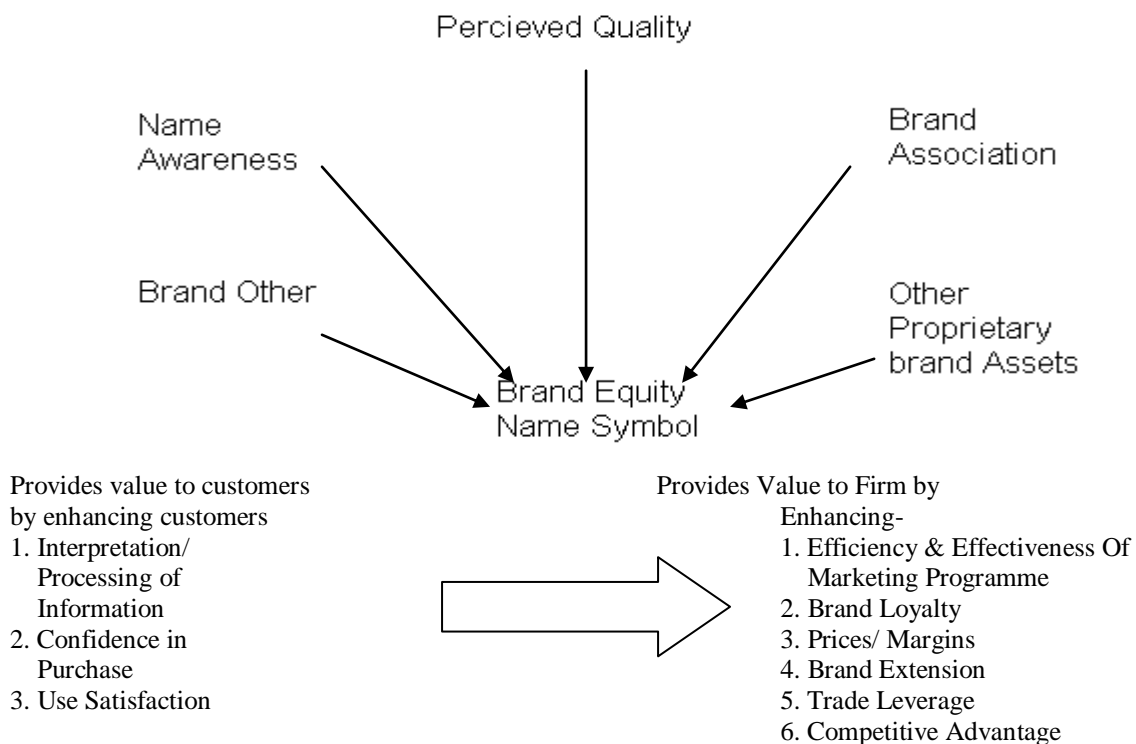 Percieved Quality
Name
Awareness
Brand
Association
Brand Other
Other
Proprietary
brand Assets
Brand Equity
Name Symbol
Provides value to customers
by enhancing customers
1. Interpretation/
Processing of
Information
2. Confidence in
Purchase
3. Use Satisfaction
Provides Value to Firm by
Enhancing-
1. Efficiency & Effectiveness Of
Marketing Programme
2. Brand Loyalty
3. Prices/ Margins
4. Brand Extension
5. Trade Leverage
6. Competitive Advantage